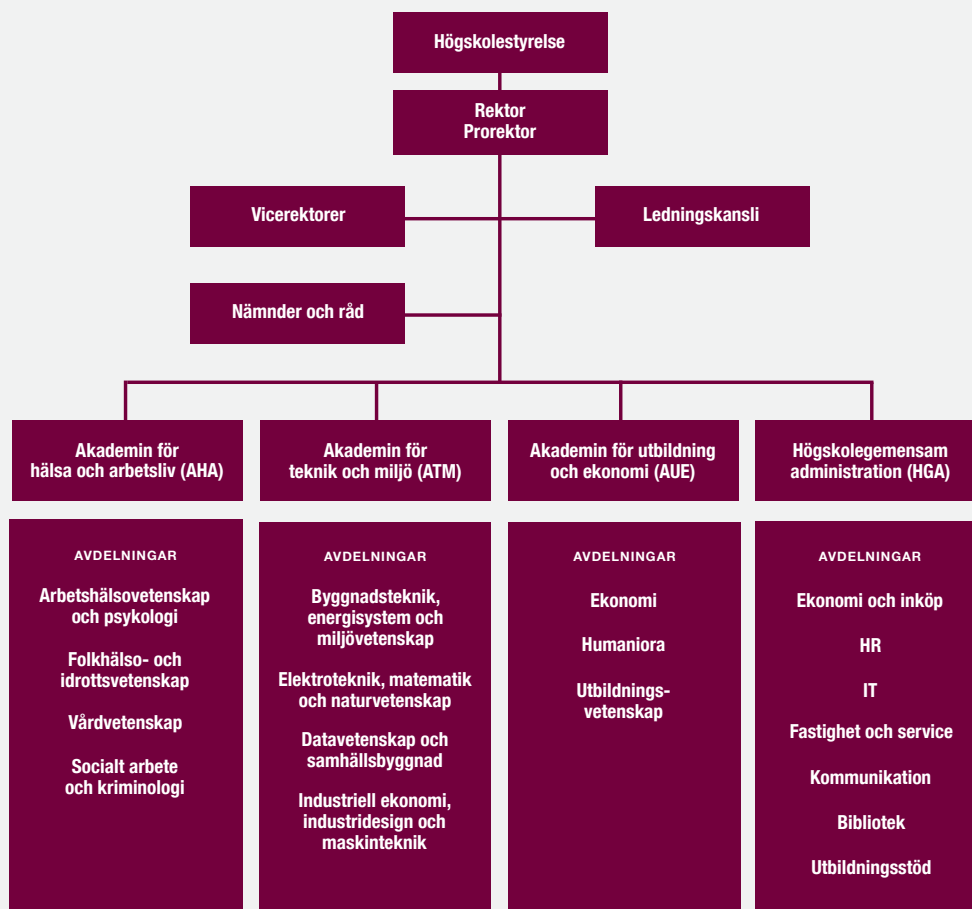 Högskolestyrelse
Rektor
Prorektor
Vicerektorer
Ledningskansli
Nämnder och råd
Akademin för
hälsa och arbetsliv (AHA)
Akademin för
teknik och miljö (ATM)
Akademin för utbildning
och ekonomi (AUE)
Högskolegemensam
administration (HGA)
AVDELNINGAR
Arbetshälsovetenskap
och psykologi
Folkhälso- och
idrottsvetenskap
Vårdvetenskap
Socialt arbete
och kriminologi
AVDELNINGAR
Byggnadsteknik,
energisystem och
miljövetenskap
Elektroteknik, matematik
och naturvetenskap
Datavetenskap och
samhällsbyggnad
Industriell ekonomi,
industridesign och
maskinteknik
AVDELNINGAR
Ekonomi
Humaniora
Utbildnings-
vetenskap
AVDELNINGAR
Ekonomi och inköp
HR
IT
Fastighet och service
Kommunikation
Bibliotek
Utbildningsstöd